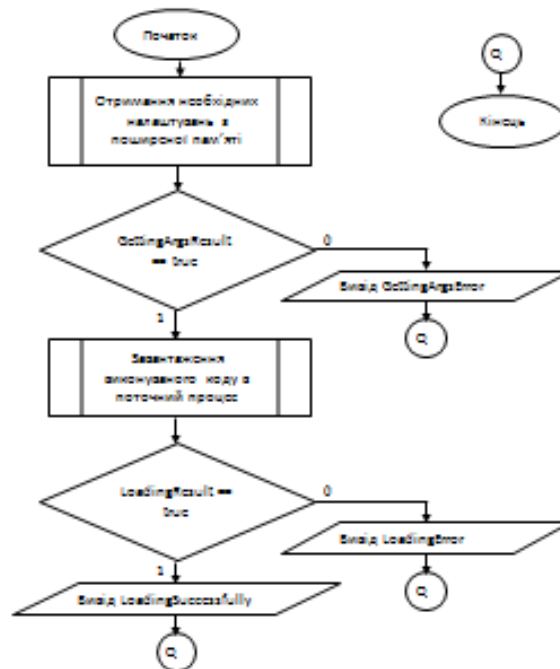 Початок
Отримання необхідних
налаштувань з
поширеної пам'яті
GettingArgsResult
== true
0
1
Вивід GettingArgsError
Q
Завантаження
виконуваного коду в
поточний процес
LoadingResult ==
true
0
1
Вивід LoadingError
Q
Вивід LoadingSuccessfully
Q
Q
Кінець